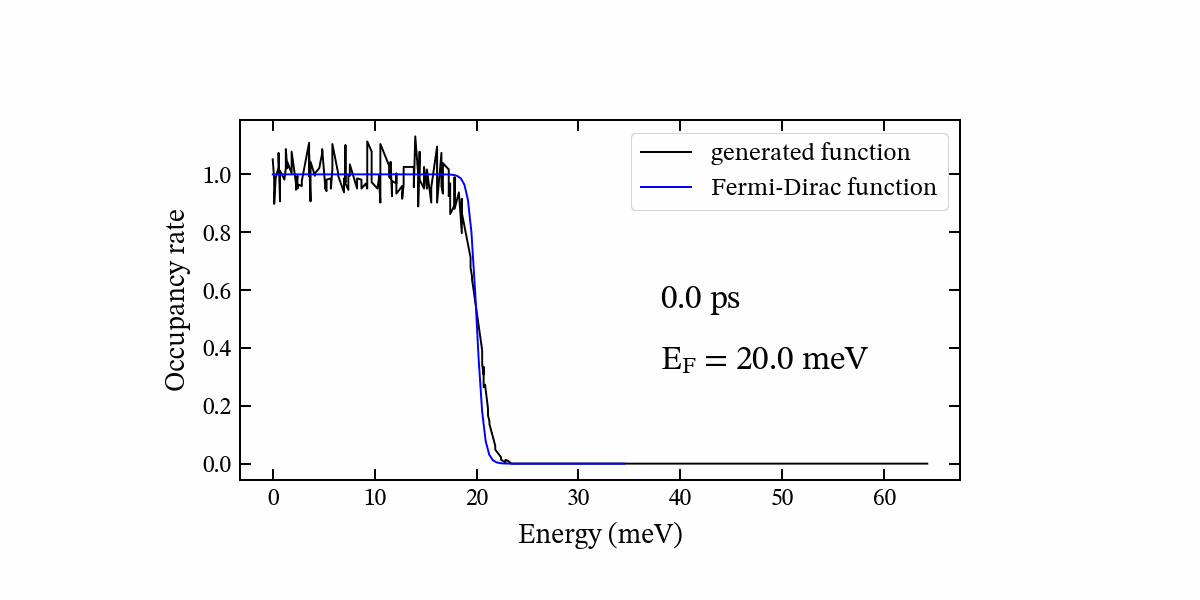 generated function
Fermi-Dirac function
1.0
0.8
0.6
0.4
0.2
0.0
Occupancy rate
0.0 ps
E_F = 20.0 meV
0 10 20 30 40 50 60
Energy (meV)